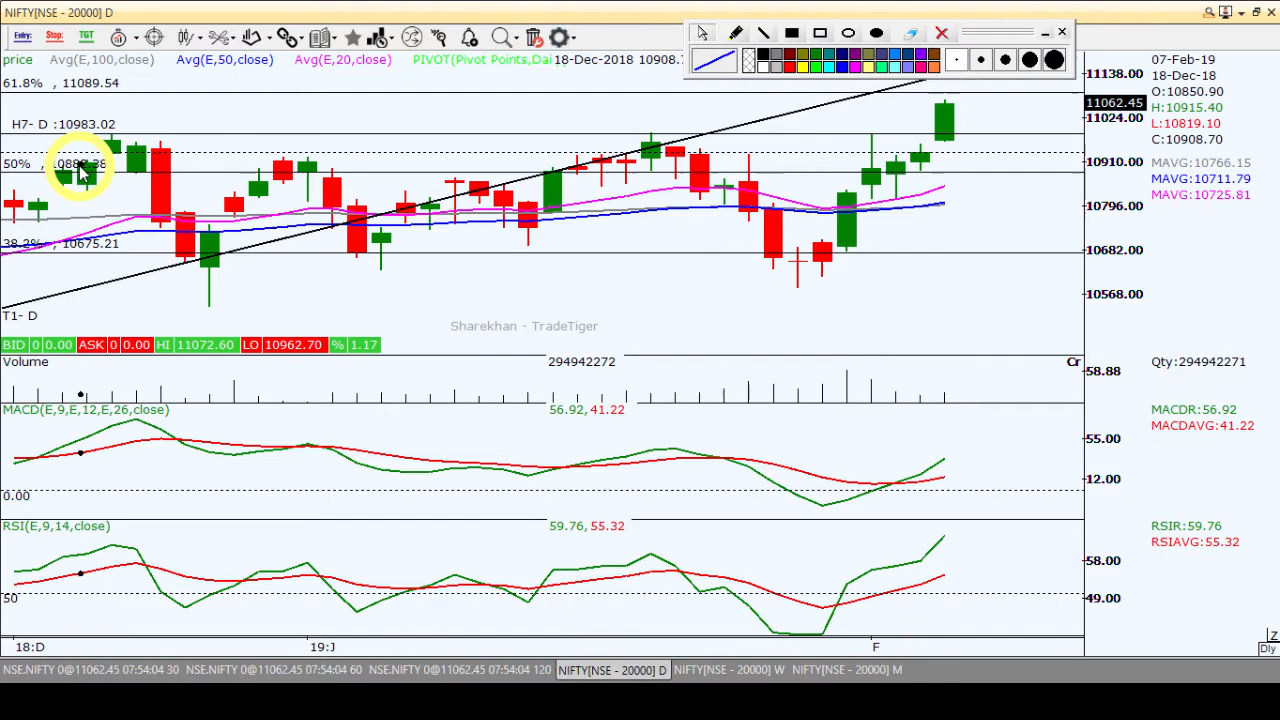 NIFTY[NSE - 20000] D
Entry: Stop: TGT
price Avg(E,100,close) Avg(E,50,close) Avg(E,20,close) PIVOT(Pivot Points,Dai 18-Dec-2018 10908.7
61.8% , 11089.54
H7- D :10983.02
50% , 10882.38
38.2% , 10675.21
T1- D
Sharekhan - TradeTiger
BID 0 0.00 ASK 0 0.00 HI 11072.60 LO 10962.70 % 1.17
Volume 294942272 Cr
MACD(E,9,E,12,E,26,close) 56.92, 41.22
0.00
RSI(E,9,14,close) 59.76, 55.32
50
18:D 19:J F
11138.00
11062.45
11024.00
10910.00
10796.00
10682.00
10568.00
58.88
55.00
12.00
58.00
49.00
07-Feb-19
18-Dec-18
O:10850.90
H:10915.40
L:10819.10
C:10908.70
MAVG:10766.15
MAVG:10711.79
MAVG:10725.81
Qty:294942271
MACDR:56.92
MACDAVG:41.22
RSIR:59.76
RSIAVG:55.32
Z
Dly
NSE.NIFTY 0@11062.45 07:54:04 30 NSE.NIFTY 0@11062.45 07:54:04 60 NSE.NIFTY 0@11062.45 07:54:04 120 NIFTY[NSE - 20000] D NIFTY[NSE - 20000] W NIFTY[NSE - 20000] M